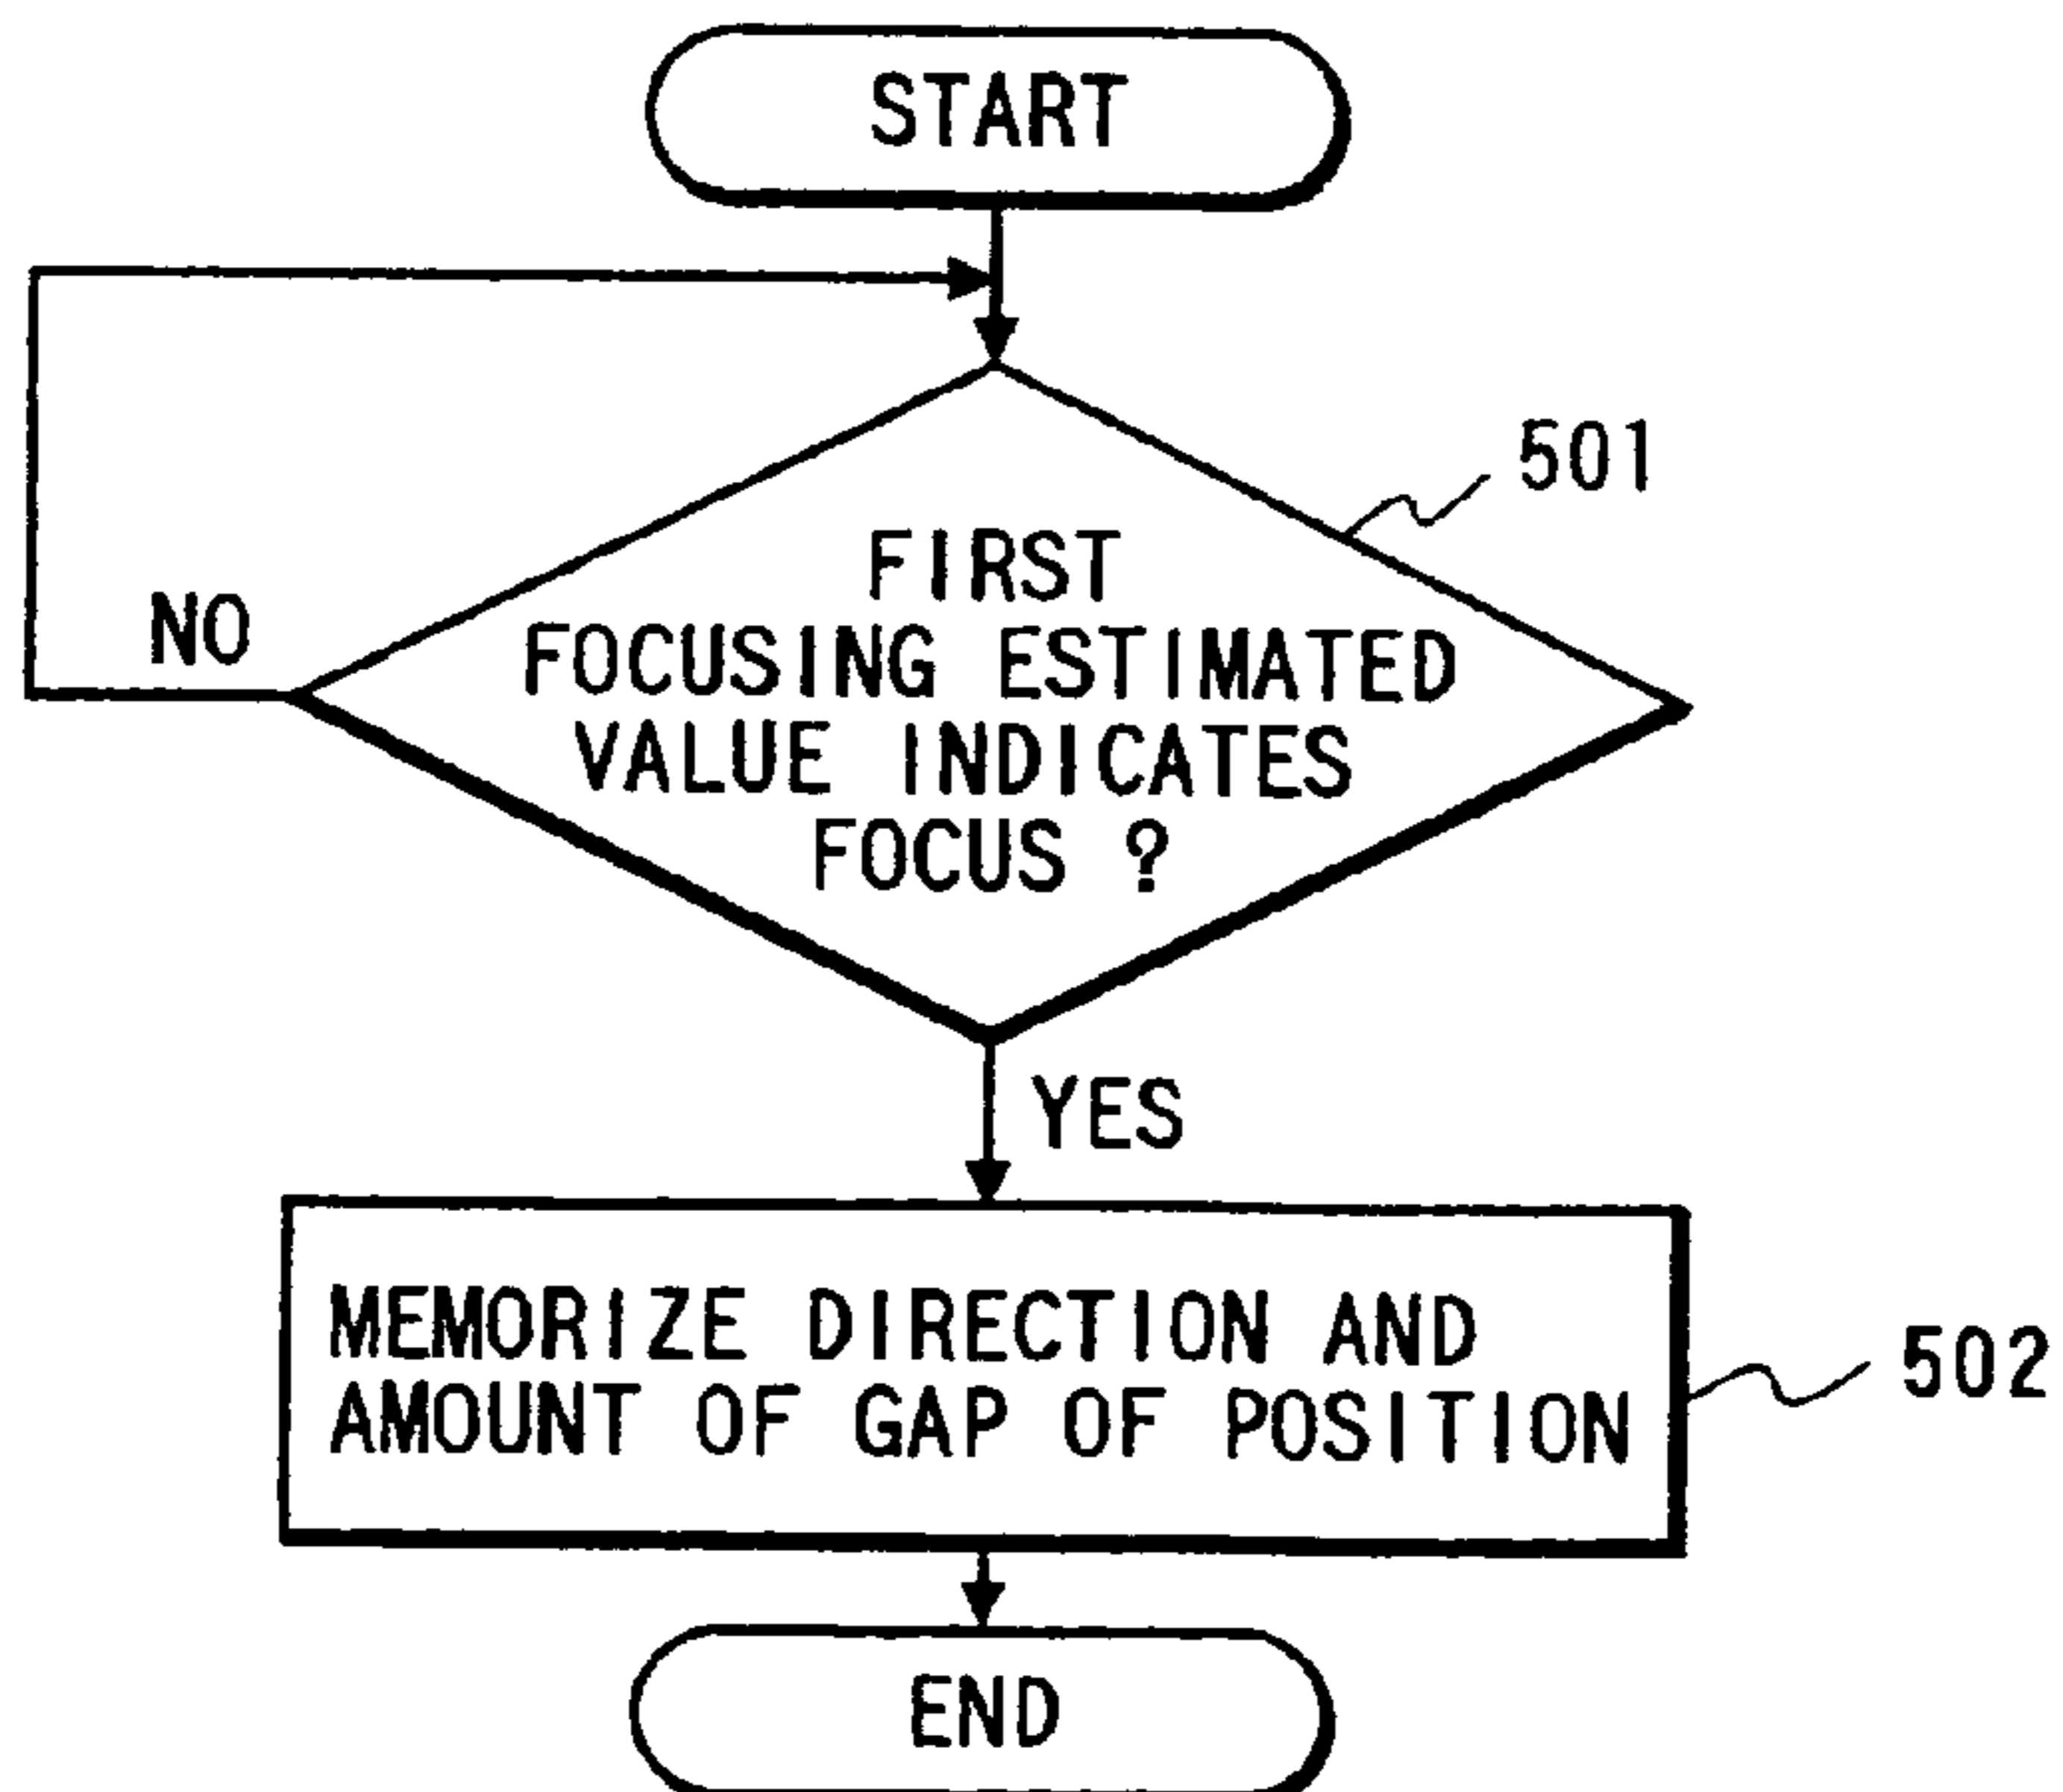 START
501
FIRST
FOCUSING ESTIMATED
VALUE INDICATES
FOCUS ?
NO
YES
MEMORIZE DIRECTION AND
AMOUNT OF GAP OF POSITION
502
END